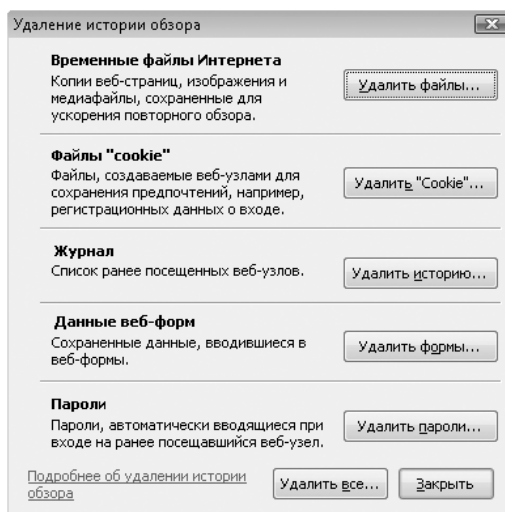 Удаление истории обзора
Временные файлы Интернета
Копии веб-страниц, изображения и
медиафайлы, сохраненные для
ускорения повторного обзора.
Удалить файлы...
Файлы "cookie"
Файлы, создаваемые веб-узлами для
сохранения предпочтений, например,
регистрационных данных о входе.
Удалить "Cookie"...
Журнал
Список ранее посещенных веб-узлов.
Удалить историю...
Данные веб-форм
Сохраненные данные, вводившиеся в
веб-формы.
Удалить формы...
Пароли
Пароли, автоматически вводящиеся при
входе на ранее посещавшийся веб-узел.
Удалить пароли...
Подробнее об удалении истории
обзора
Удалить все...
Закрыть